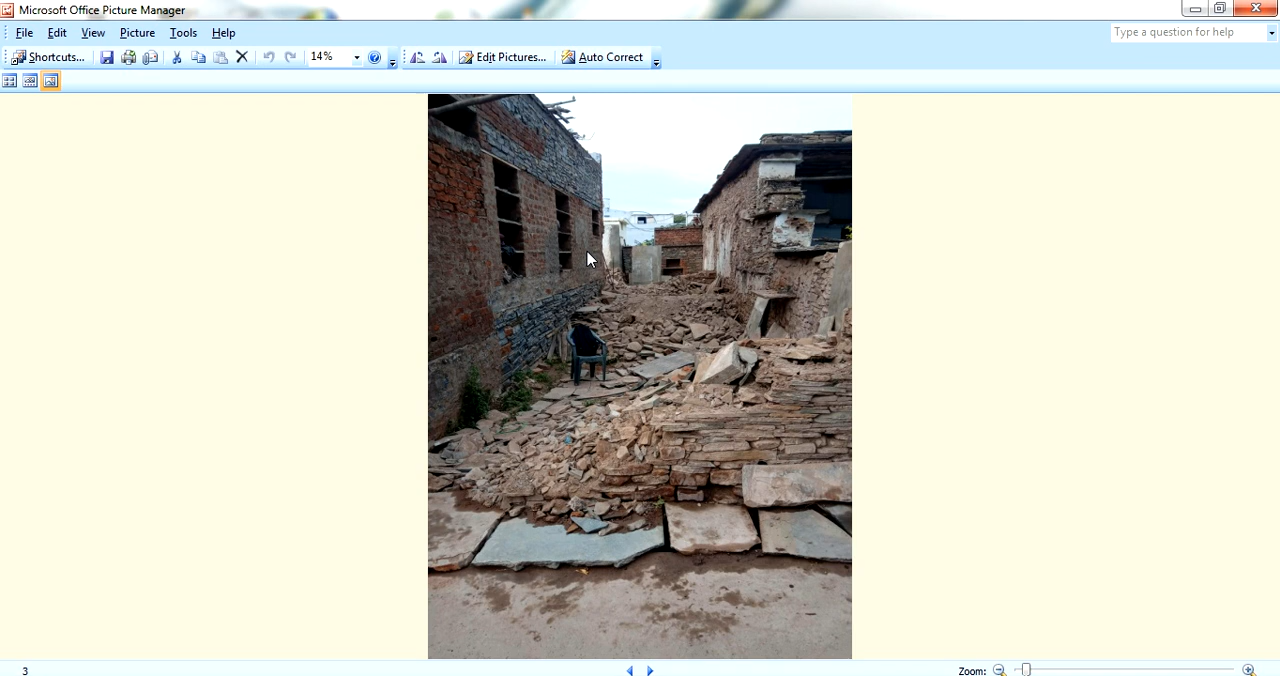 Microsoft Office Picture Manager
File Edit View Picture Tools Help
Type a question for help
Shortcuts... 14% Edit Pictures... Auto Correct
3 Zoom: